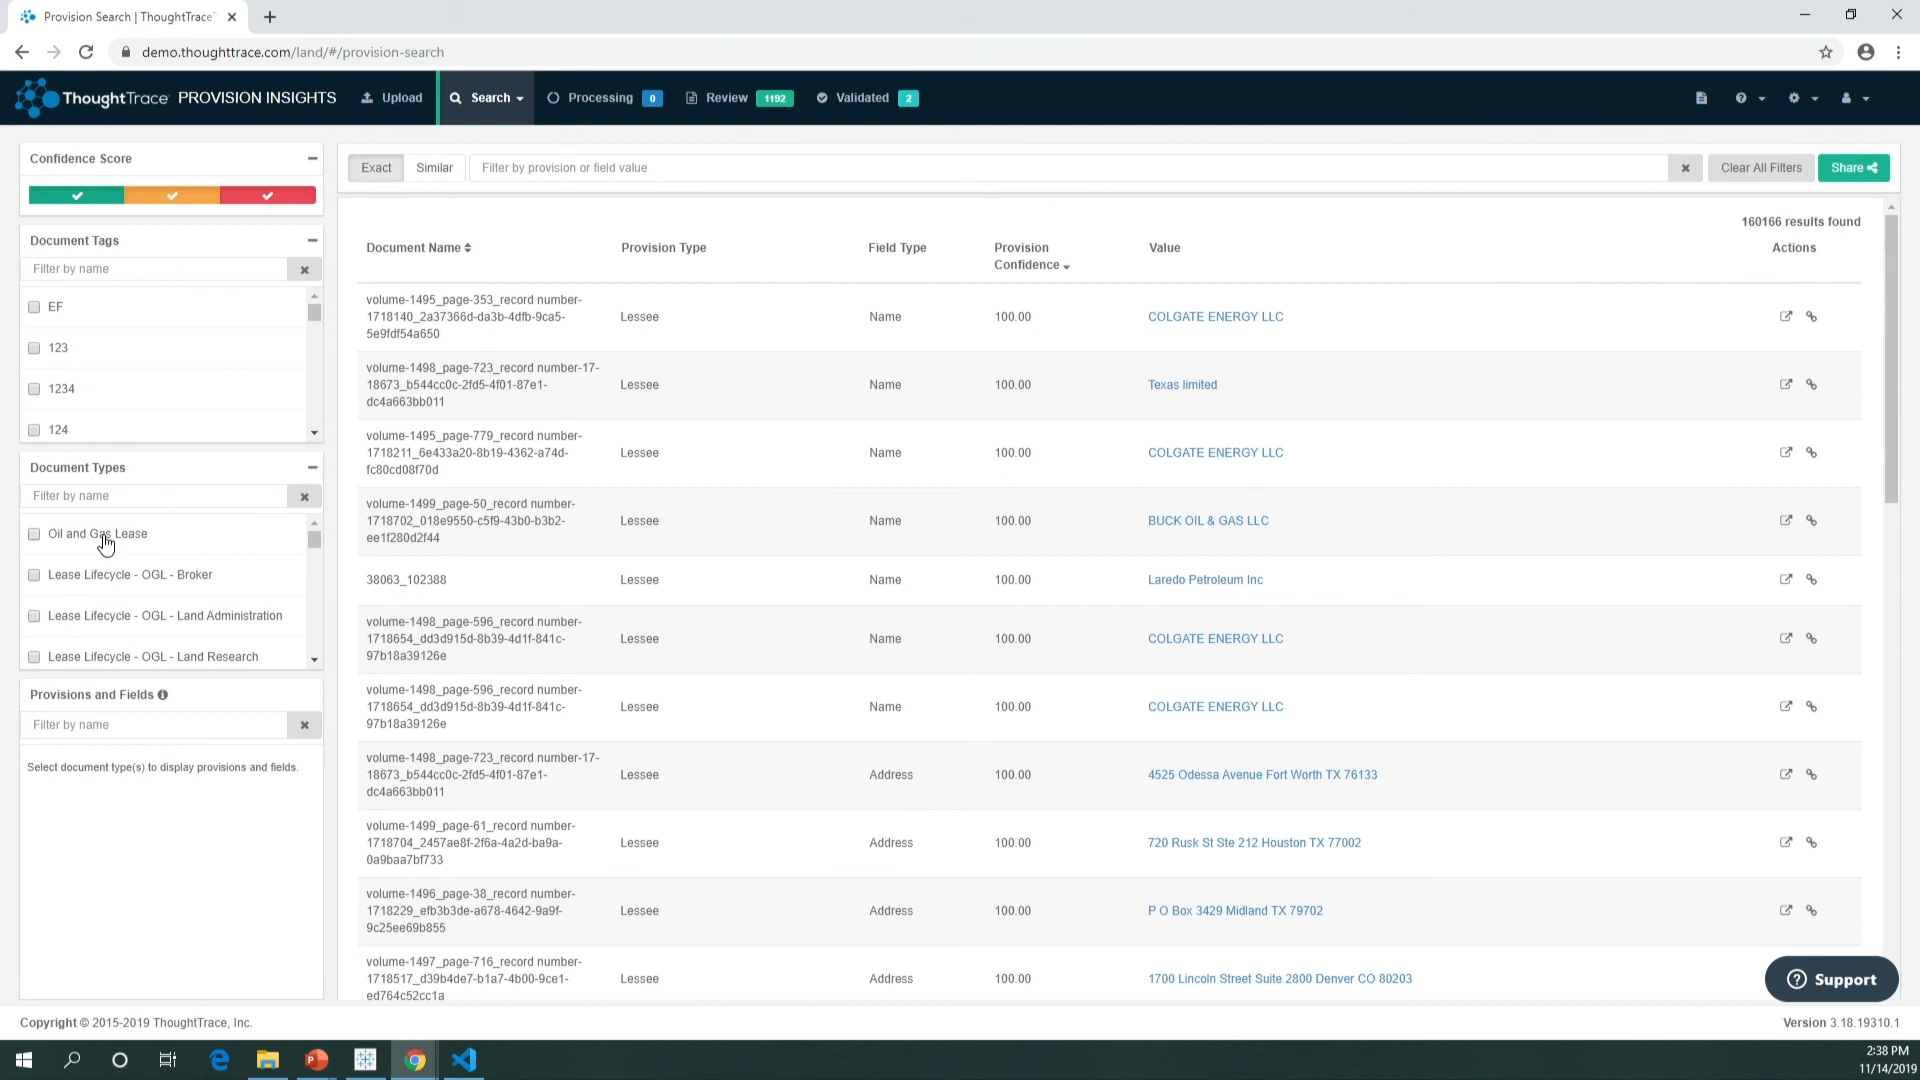 Provision Search | ThoughtTrace™
demo.thoughttrace.com/land/#/provision-search
ThoughtTrace PROVISION INSIGHTS Upload Search Processing 0 Review 1192 Validated 2
Confidence Score
Document Tags
Filter by name
EF
123
1234
124
Document Types
Filter by name
Oil and Gas Lease
Lease Lifecycle - OGL - Broker
Lease Lifecycle - OGL - Land Administration
Lease Lifecycle - OGL - Land Research
Provisions and Fields
Filter by name
Select document type(s) to display provisions and fields.
Exact Similar Filter by provision or field value Clear All Filters Share
160166 results found
Document Name Provision Type Field Type Provision Confidence Value Actions
volume-1495_page-353_record number-
1718140_2a37366d-da3b-4dfb-9ca5-
5e9fdf54a650
Lessee Name 100.00 COLGATE ENERGY LLC
volume-1498_page-723_record number-17-
18673_b544cc0c-2fd5-4f01-87e1-
dc4a663bb011
Lessee Name 100.00 Texas limited
volume-1495_page-779_record number-
1718211_6e433a20-8b19-4362-a74d-
fc80cd08f70d
Lessee Name 100.00 COLGATE ENERGY LLC
volume-1499_page-50_record number-
1718702_018e9550-c5f9-43b0-b3b2-
ee1f280d2f44
Lessee Name 100.00 BUCK OIL & GAS LLC
38063_102388 Lessee Name 100.00 Laredo Petroleum Inc
volume-1498_page-596_record number-
1718654_dd3d915d-8b39-4d1f-841c-
97b18a39126e
Lessee Name 100.00 COLGATE ENERGY LLC
volume-1498_page-596_record number-
1718654_dd3d915d-8b39-4d1f-841c-
97b18a39126e
Lessee Name 100.00 COLGATE ENERGY LLC
volume-1498_page-723_record number-17-
18673_b544cc0c-2fd5-4f01-87e1-
dc4a663bb011
Lessee Address 100.00 4525 Odessa Avenue Fort Worth TX 76133
volume-1499_page-61_record number-
1718704_2457ae8f-2f6a-4a2d-ba9a-
0a9baa7bf733
Lessee Address 100.00 720 Rusk St Ste 212 Houston TX 77002
volume-1496_page-38_record number-
1718229_efb3b3de-a678-4642-9a9f-
9c25ee69b855
Lessee Address 100.00 P O Box 3429 Midland TX 79702
volume-1497_page-716_record number-
1718517_d39b4de7-b1a7-4b00-9ce1-
ed764c52cc1a
Lessee Address 100.00 1700 Lincoln Street Suite 2800 Denver CO 80203
Support
Copyright © 2015-2019 ThoughtTrace, Inc.
Version 3.18.19310.1
2:38 PM
11/14/2019